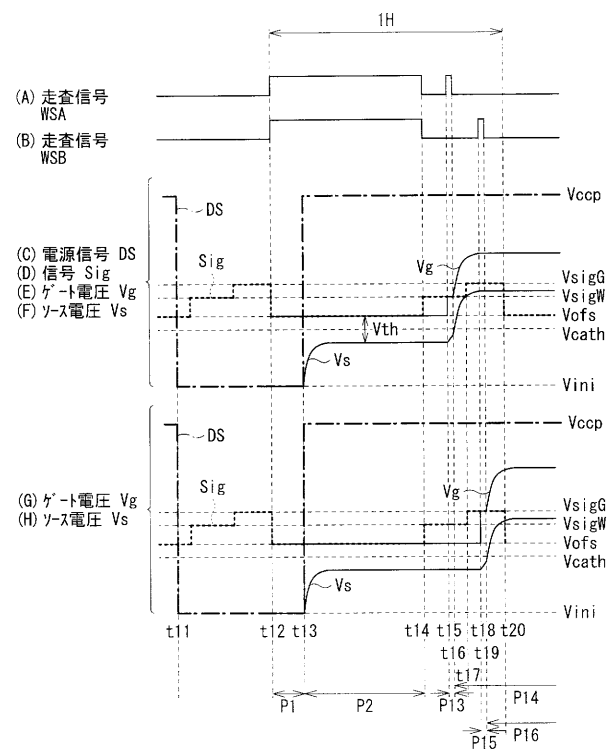 1H
(A) 走査信号
WSA
(B) 走査信号
WSB
DS
Vccp
(C) 電源信号 DS
(D) 信号 Sig
(E) ゲート電圧 Vg
(F) ソース電圧 Vs
Sig
Vg
VsigG
VsigW
Vofs
Vcath
Vth
Vs
Vini
DS
Vccp
(G) ゲート電圧 Vg
(H) ソース電圧 Vs
Sig
Vg
VsigG
VsigW
Vofs
Vcath
Vs
Vini
t11 t12 t13 t14 t15 t18 t20
t16 t19
t17
P1 P2 P13 P14
P15 P16